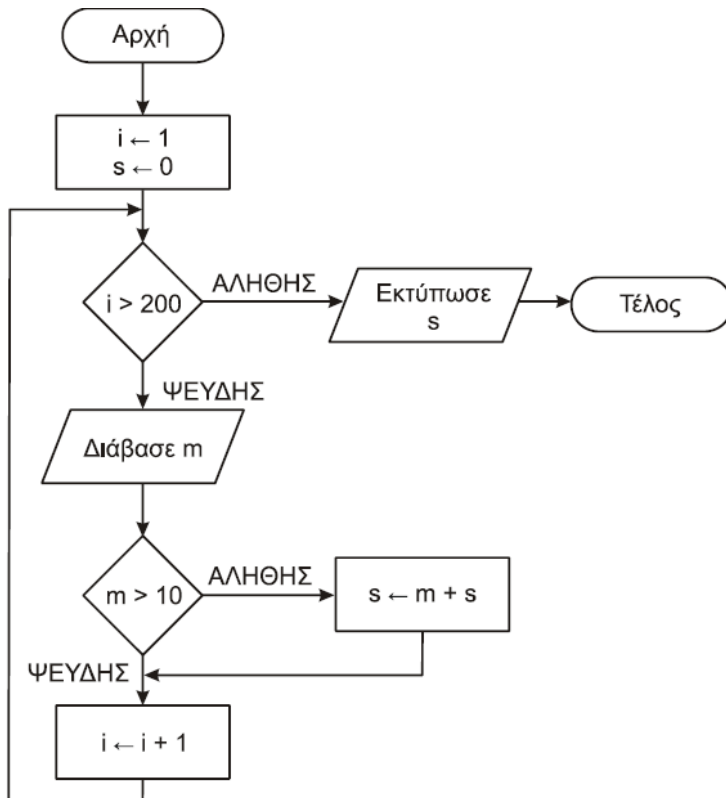 Αρχή
i ← 1
s ← 0
i > 200
ΑΛΗΘΗΣ
Εκτύπωσε
s
Τέλος
ΨΕΥΔΗΣ
Διάβασε m
m > 10
ΑΛΗΘΗΣ
s ← m + s
ΨΕΥΔΗΣ
i ← i + 1